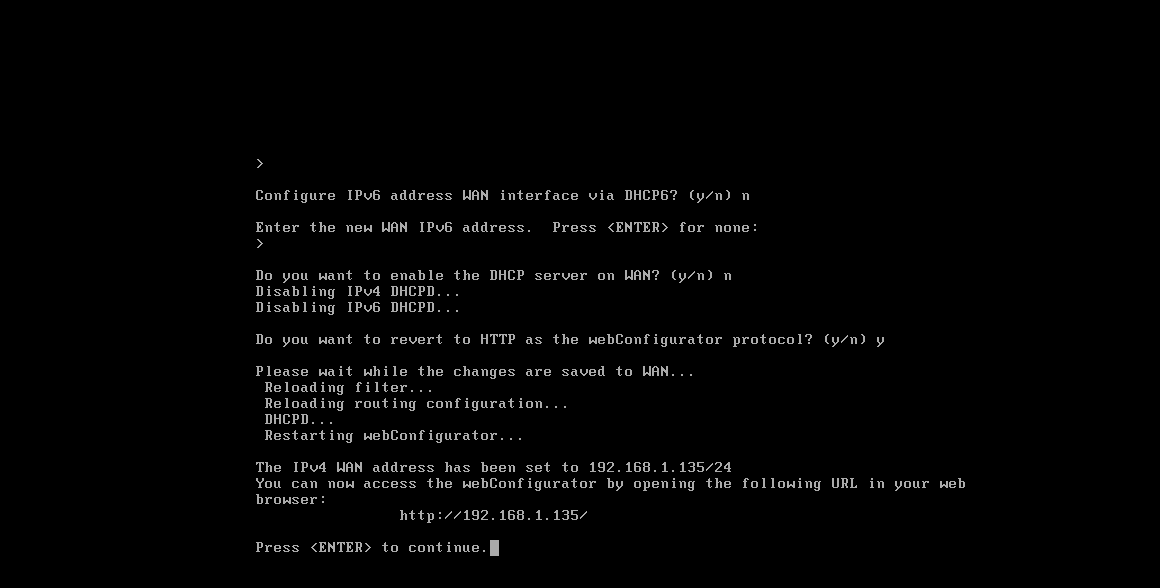 >
Configure IPv6 address WAN interface via DHCP6? (y/n) n
Enter the new WAN IPv6 address.  Press <ENTER> for none:
>
Do you want to enable the DHCP server on WAN? (y/n) n
Disabling IPv4 DHCPD...
Disabling IPv6 DHCPD...
Do you want to revert to HTTP as the webConfigurator protocol? (y/n) y
Please wait while the changes are saved to WAN...
Reloading filter...
Reloading routing configuration...
DHCPD...
Restarting webConfigurator...
The IPv4 WAN address has been set to 192.168.1.135/24
You can now access the webConfigurator by opening the following URL in your web
browser:
http://192.168.1.135/
Press <ENTER> to continue.